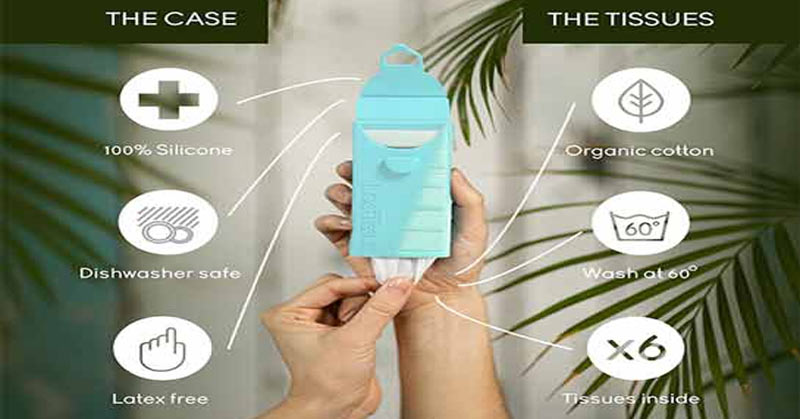 THE CASE
THE TISSUES
100% Silicone
Organic cotton
60°
Dishwasher safe
Wash at 60°
x6
Latex free
Tissues inside